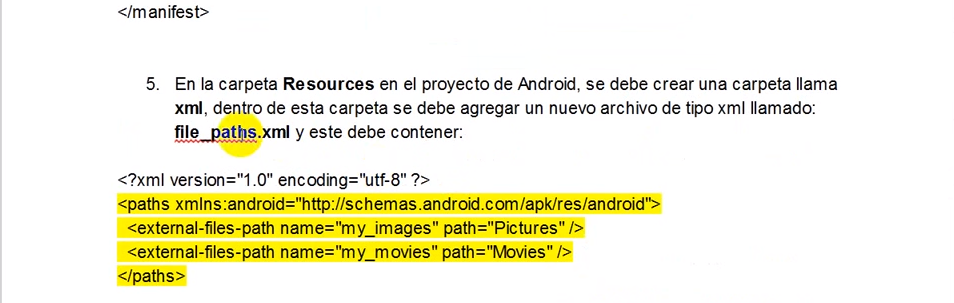 </manifest>
5. En la carpeta Resources en el proyecto de Android, se debe crear una carpeta llama
xml, dentro de esta carpeta se debe agregar un nuevo archivo de tipo xml llamado:
file_paths.xml y este debe contener:
<?xml version="1.0" encoding="utf-8" ?>
<paths xmlns:android="http://schemas.android.com/apk/res/android">
<external-files-path name="my_images" path="Pictures" />
<external-files-path name="my_movies" path="Movies" />
</paths>